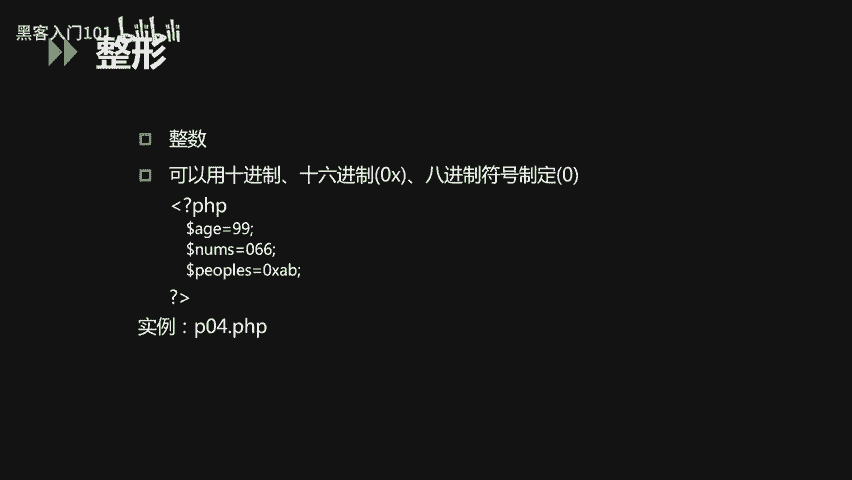 黑客入门101 bilibili
整形
整数
可以用十进制、十六进制(0x)、八进制符号制定(0)
<?php
$age=99;
$nums=066;
$peoples=0xab;
?>
实例：p04.php